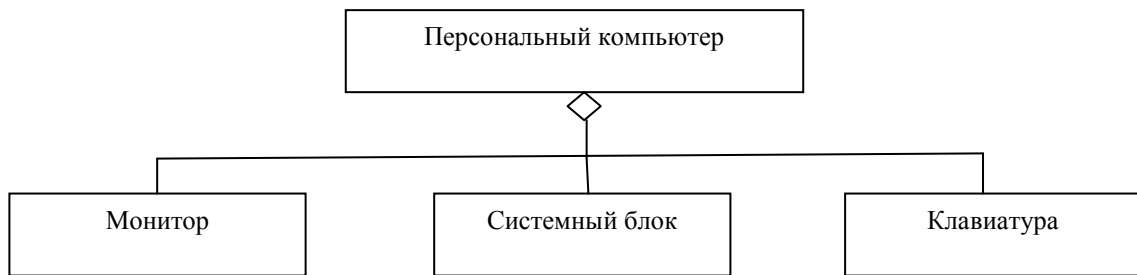 Персональный компьютер
Монитор
Системный блок
Клавиатура